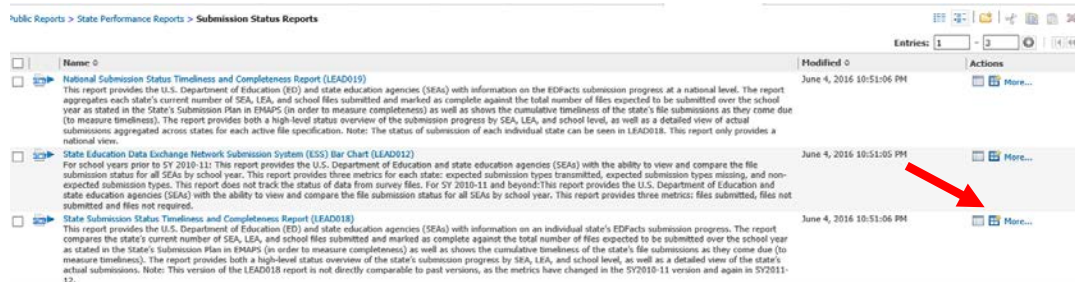 Public Reports > State Performance Reports > Submission Status Reports
Entries: 1 - 3
Name Modified Actions
National Submission Status Timeliness and Completeness Report (LEAD019) June 4, 2016 10:51:06 PM More...
This report provides the U.S. Department of Education (ED) and state education agencies (SEAs) with information on the EDFacts submission progress at a national level. The report
aggregates each state's current number of SEA, LEA, and school files submitted and marked as complete against the total number of files expected to be submitted over the school
year as stated in the State's Submission Plan in EMAPS (in order to measure completeness) as well as shows the cumulative timeliness of the state's file submissions as they come due
(to measure timeliness). The report provides both a high-level status overview of the submission progress by SEA, LEA, and school level, as well as a detailed view of actual
submissions aggregated across states for each active file specification. Note: The status of submission of each individual state can be seen in LEAD018. This report only provides a
national view.
State Education Data Exchange Network Submission System (ESS) Bar Chart (LEAD012) June 4, 2016 10:51:05 PM More...
For school years prior to SY 2010-11: This report provides the U.S. Department of Education and state education agencies (SEAs) with the ability to view and compare the file
submission status for all SEAs by school year. This report provides three metrics for each state: expected submission types transmitted, expected submission types missing, and non-
expected submission types. This report does not track the status of data from survey files. For SY 2010-11 and beyond:This report provides the U.S. Department of Education and
state education agencies (SEAs) with the ability to view and compare the file submission status for all SEAs by school year. This report provides three metrics: files submitted, files not
submitted and files not required.
State Submission Status Timeliness and Completeness Report (LEAD018) June 4, 2016 10:51:06 PM More...
This report provides the U.S. Department of Education (ED) and state education agencies (SEAs) with information on an individual state's EDFacts submission progress. The report
compares the state's current number of SEA, LEA, and school files submitted and marked as complete against the total number of files expected to be submitted over the school year
as stated in the State's Submission Plan in EMAPS (in order to measure completeness) as well as shows the cumulative timeliness of the state's file submissions as they come due (to
measure timeliness). The report provides both a high-level status overview of the state's submission progress by SEA, LEA, and school level, as well as a detailed view of the state's
actual submissions. Note: This version of the LEAD018 report is not directly comparable to past versions, as the metrics have changed in the SY2010-11 version and again in SY2011-
12.